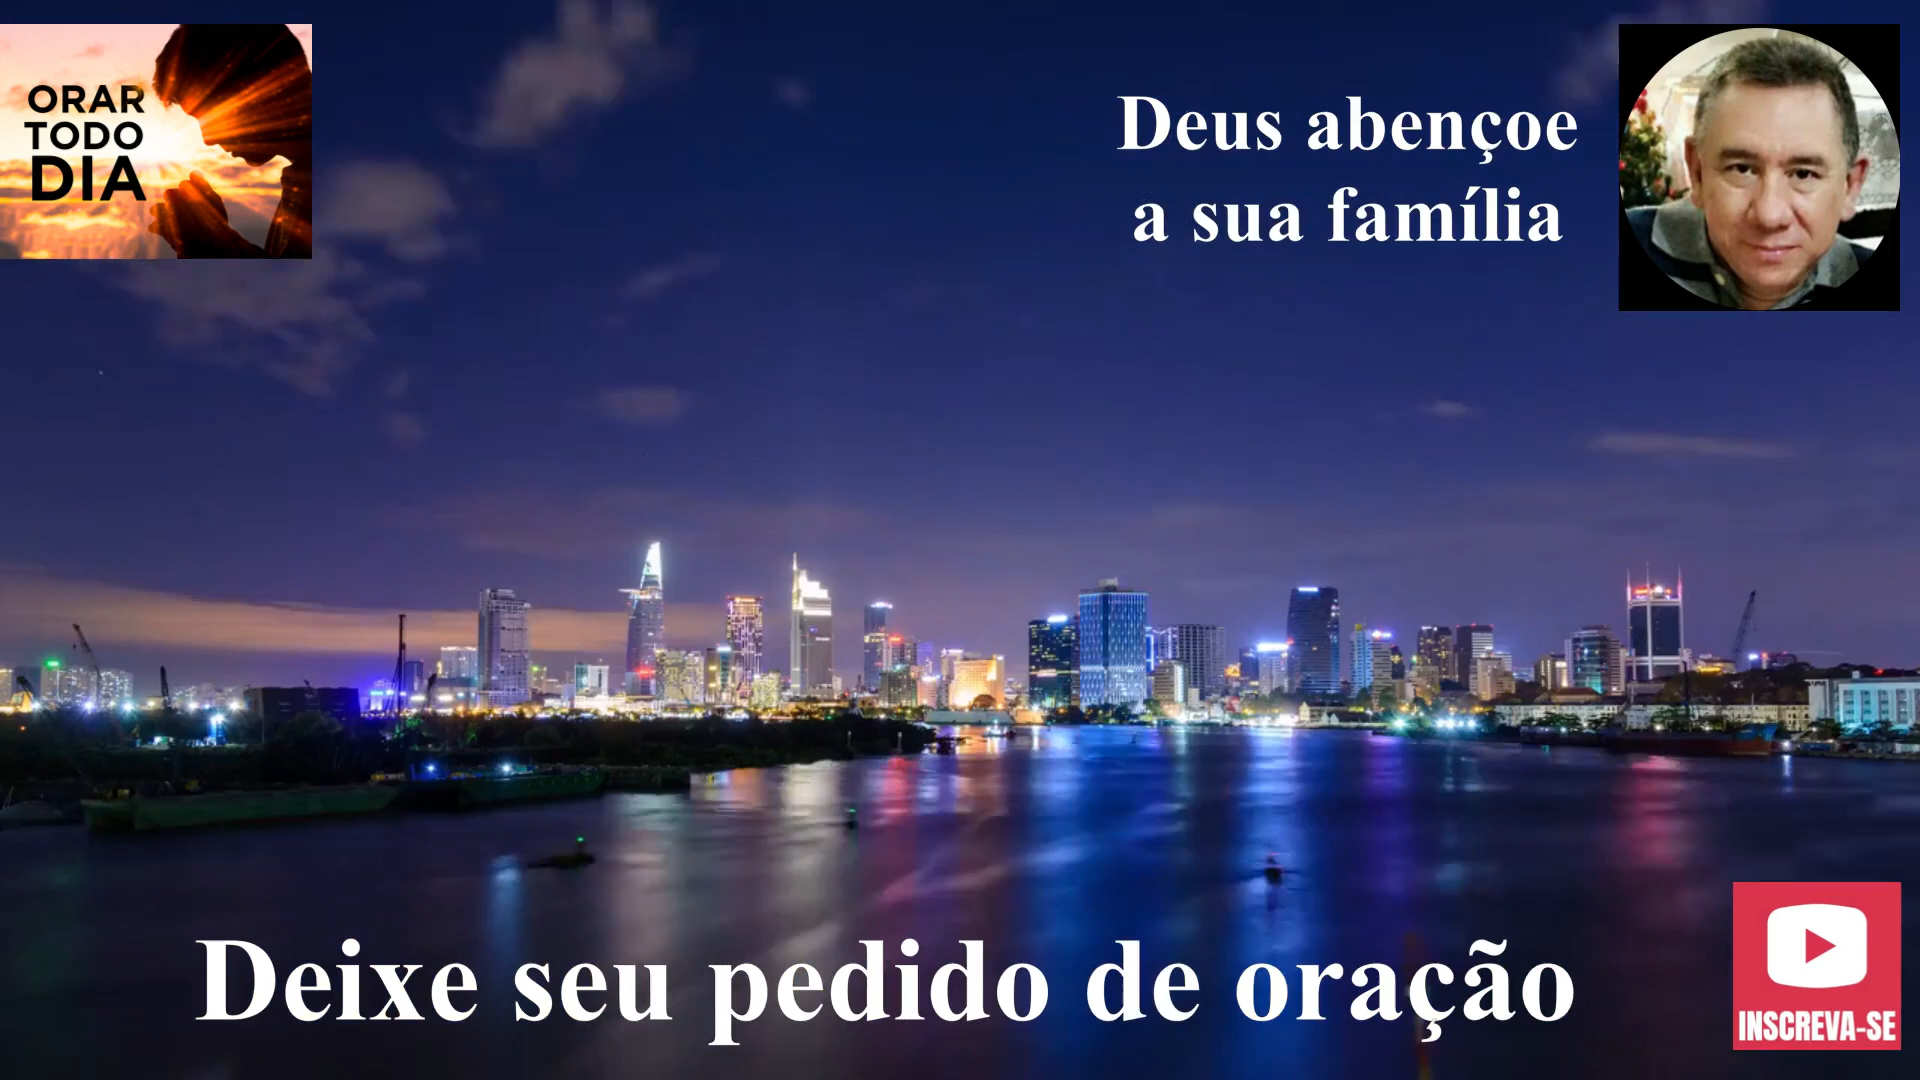 ORAR
TODO
DIA
Deus abençoe
a sua família
Deixe seu pedido de oração
INSCREVA-SE